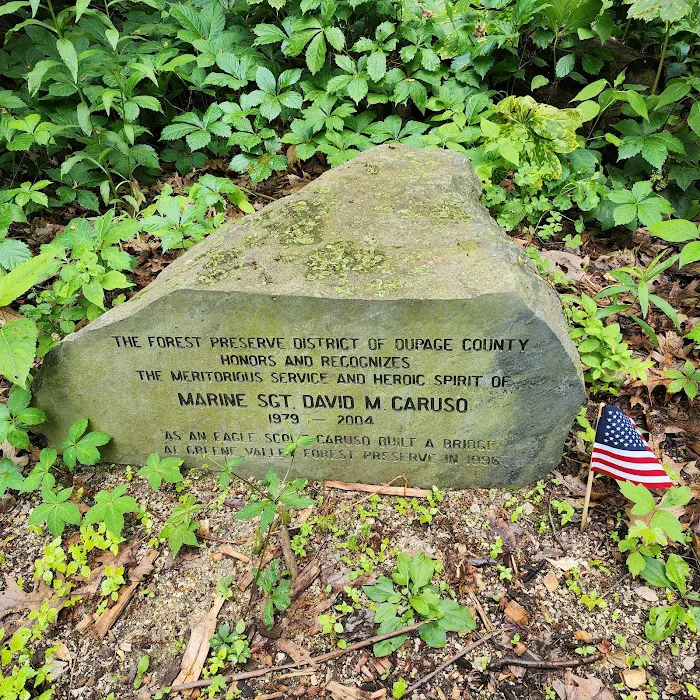 THE FOREST PRESERVE DISTRICT OF DUPAGE COUNTY
HONORS AND RECOGNIZES
THE MERITORIOUS SERVICE AND HEROIC SPIRIT OF
MARINE SGT. DAVID M. CARUSO
1979 — 2004
AS AN EAGLE SCOUT CARUSO BUILT A BRIDGE
AT GREENE VALLEY FOREST PRESERVE IN 1996